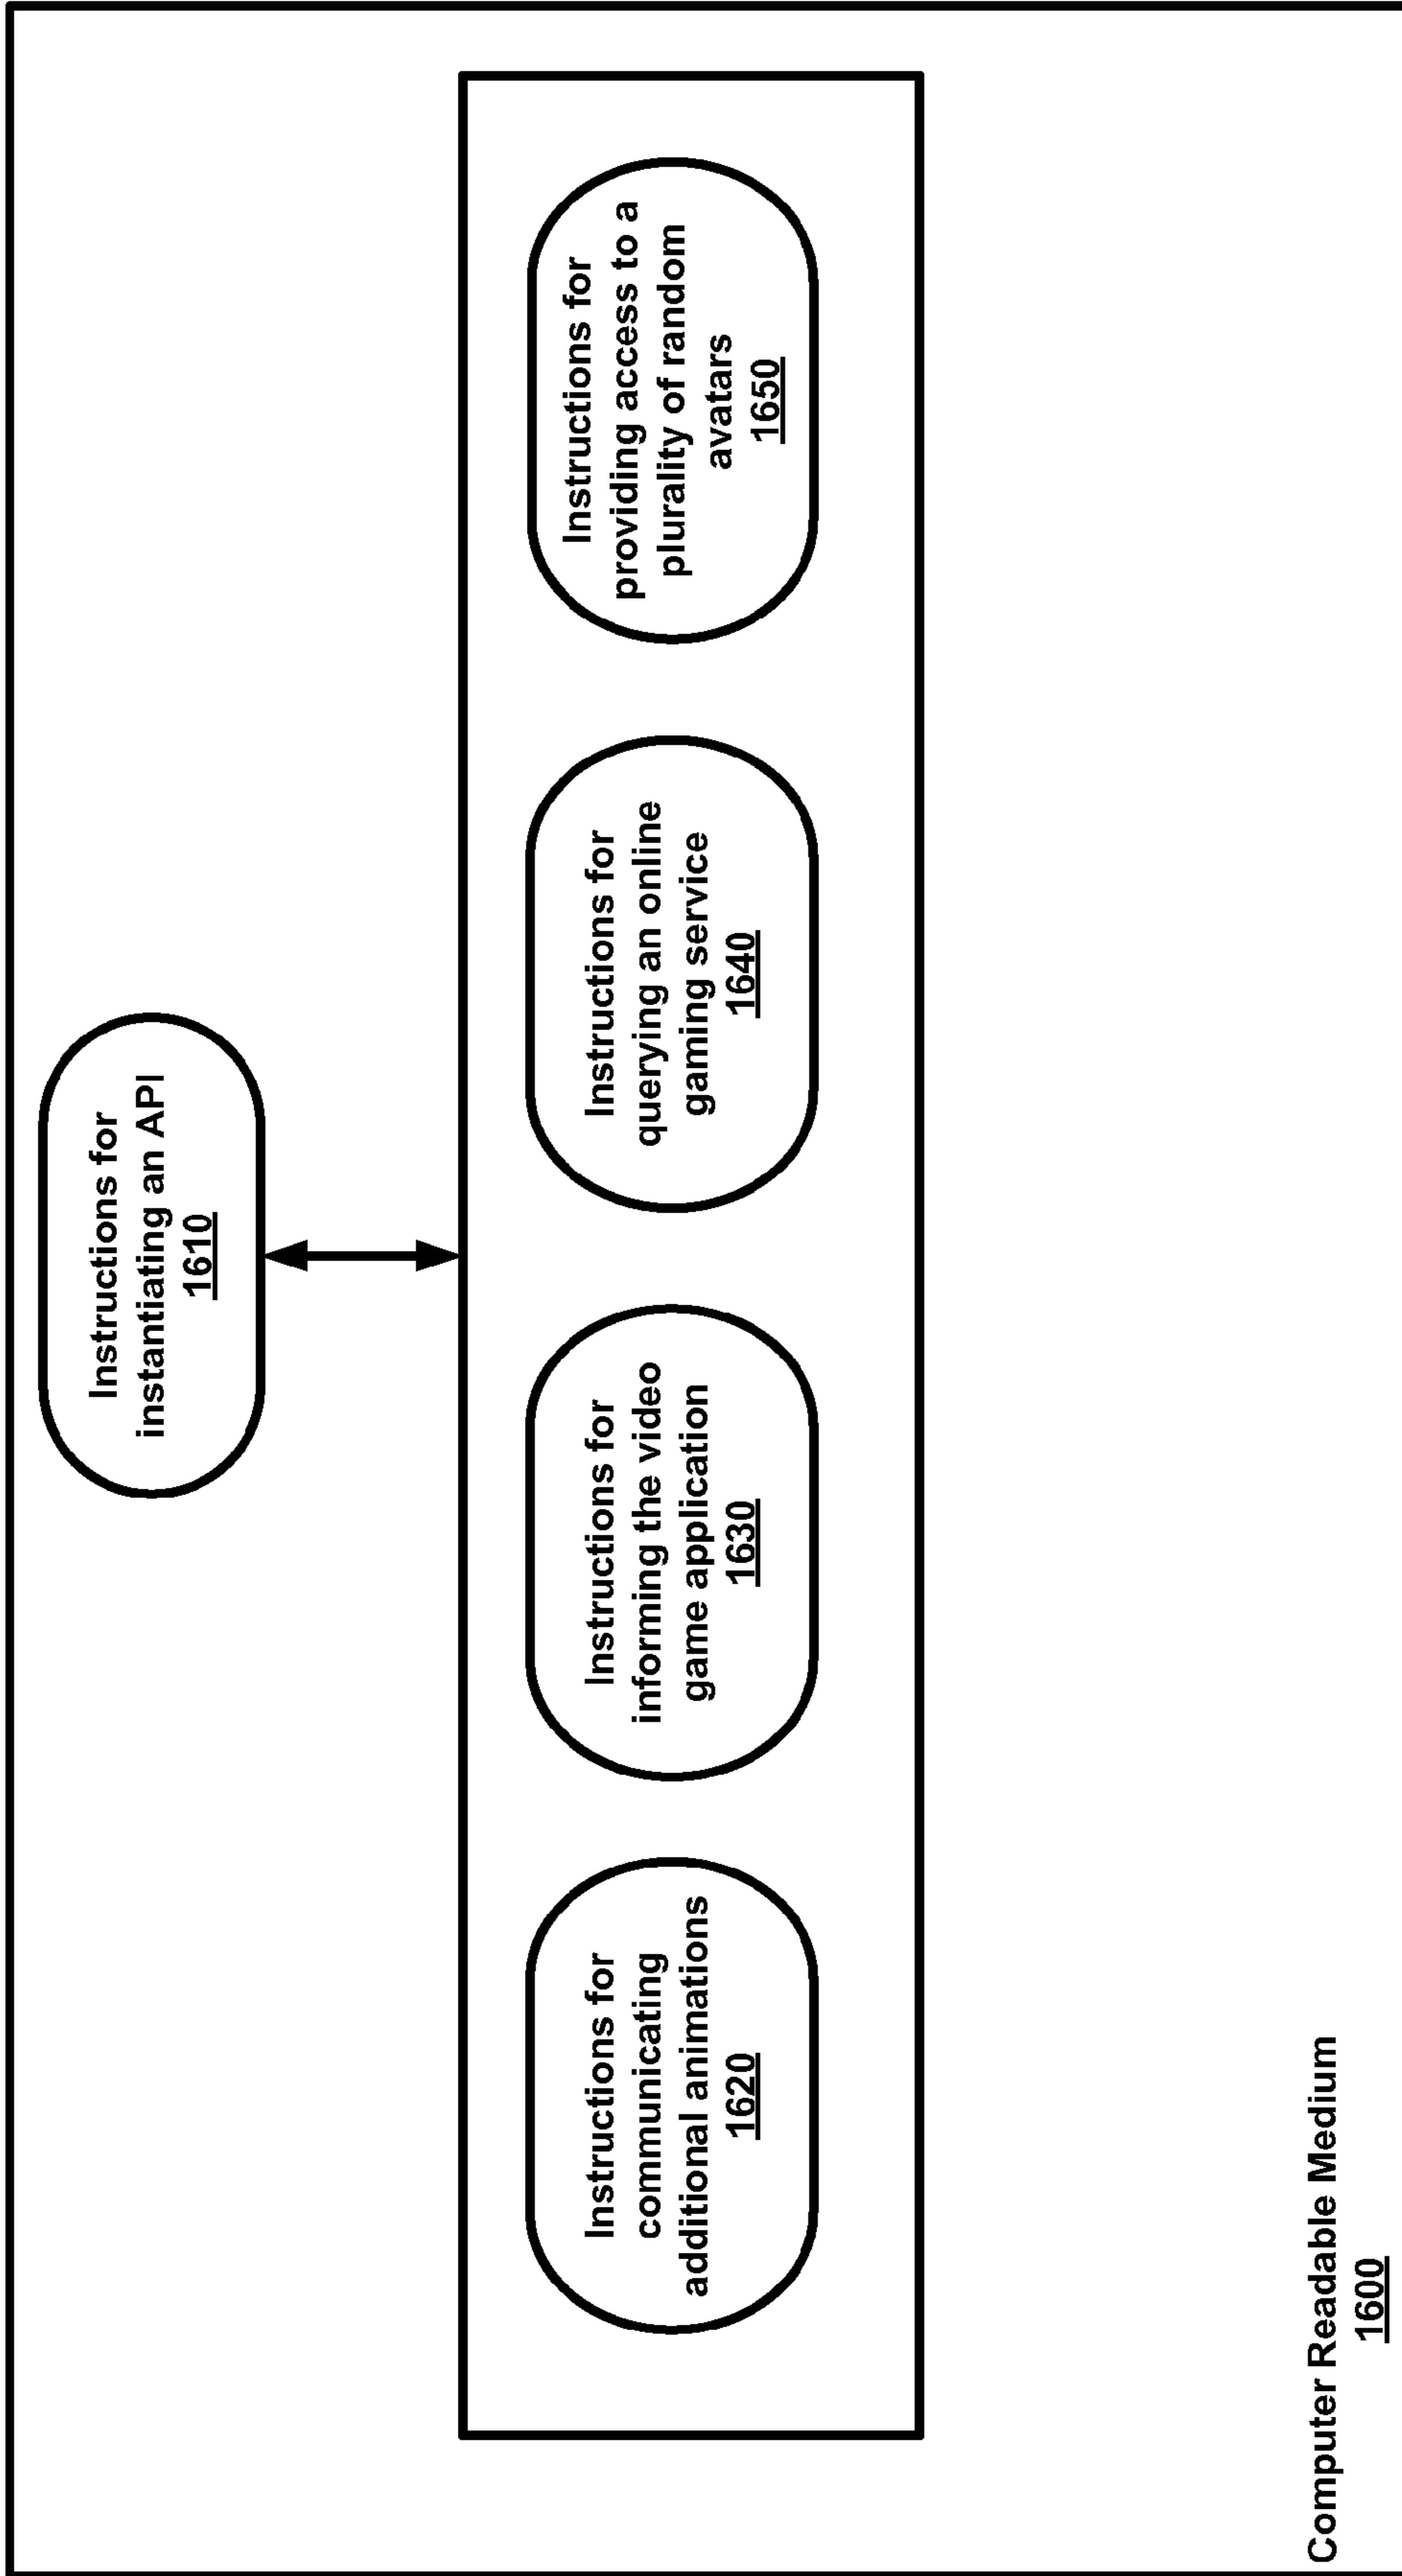 Instructions for
instantiating an API
1610
Instructions for
communicating
additional animations
1620
Instructions for
informing the video
game application
1630
Instructions for
querying an online
gaming service
1640
Instructions for
providing access to a
plurality of random
avatars
1650
Computer Readable Medium
1600